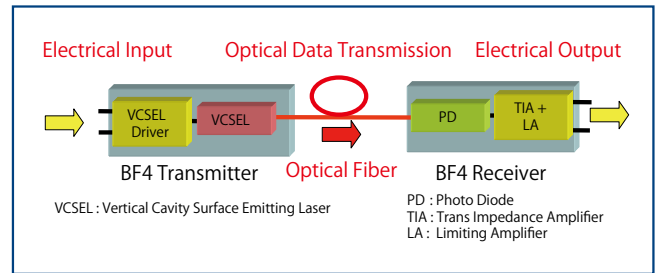 Electrical Input
Optical Data Transmission
Electrical Output
VCSEL
Driver
VCSEL
PD
TIA +
LA
BF4 Transmitter
Optical Fiber
BF4 Receiver
VCSEL : Vertical Cavity Surface Emitting Laser
PD : Photo Diode
TIA : Trans Impedance Amplifier
LA : Limiting Amplifier